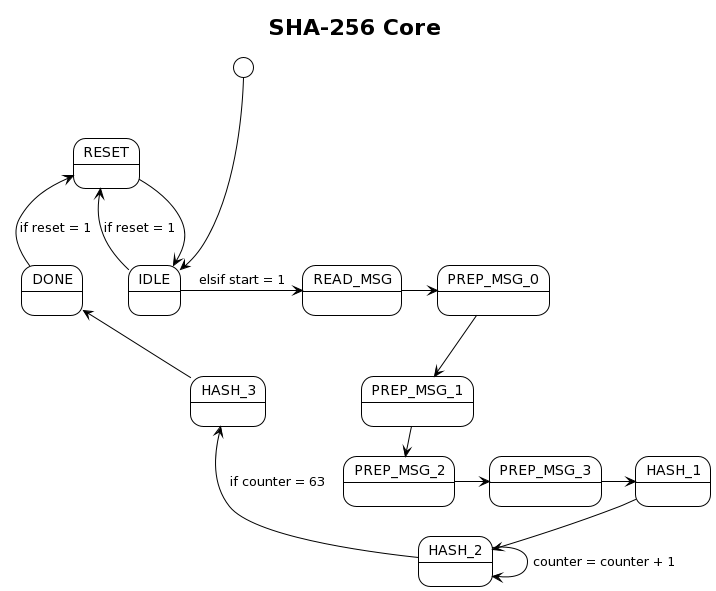 SHA-256 Core
RESET
if reset = 1
if reset = 1
DONE
IDLE
elsif start = 1
READ_MSG
PREP_MSG_0
HASH_3
PREP_MSG_1
if counter = 63
PREP_MSG_2
PREP_MSG_3
HASH_1
HASH_2
counter = counter + 1